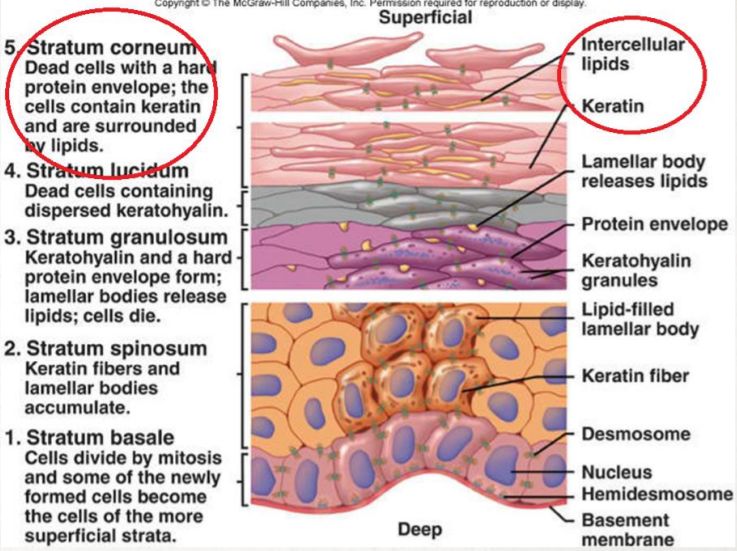 Copyright © The McGraw-Hill Companies, Inc. Permission required for reproduction or display.
Superficial
5. Stratum corneum
Dead cells with a hard
protein envelope; the
cells contain keratin
and are surrounded
by lipids.
4. Stratum lucidum
Dead cells containing
dispersed keratohyalin.
3. Stratum granulosum
Keratohyalin and a hard
protein envelope form;
lamellar bodies release
lipids; cells die.
2. Stratum spinosum
Keratin fibers and
lamellar bodies
accumulate.
1. Stratum basale
Cells divide by mitosis
and some of the newly
formed cells become
the cells of the more
superficial strata.
Intercellular
lipids
Keratin
Lamellar body
releases lipids
Protein envelope
Keratohyalin
granules
Lipid-filled
lamellar body
Keratin fiber
Desmosome
Nucleus
Hemidesmosome
Basement
membrane
Deep